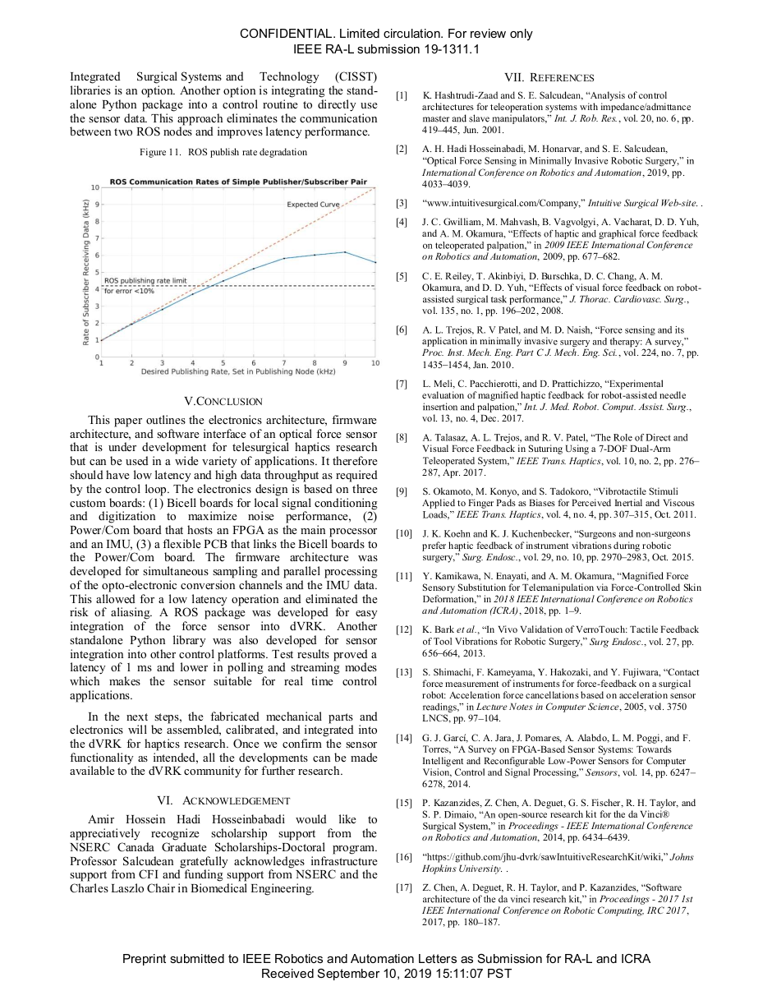 CONFIDENTIAL. Limited circulation. For review only
IEEE RA-L submission 19-1311.1
Integrated Surgical Systems and Technology (CISST)
libraries is an option. Another option is integrating the stand-
alone Python package into a control routine to directly use
the sensor data. This approach eliminates the communication
between two ROS nodes and improves latency performance.
Figure 11. ROS publish rate degradation
ROS Communication Rates of Simple Publisher/Subscriber Pair
Rate of Subscriber Receiving Data (kHz)
10
9
8
7
6
5
4
3
2
1
0
Expected Curve
ROS publishing rate limit
for error <10%
1 2 3 4 5 6 7 8 9 10
Desired Publishing Rate, Set in Publishing Node (kHz)
V.CONCLUSION
This paper outlines the electronics architecture, firmware
architecture, and software interface of an optical force sensor
that is under development for telesurgical haptics research
but can be used in a wide variety of applications. It therefore
should have low latency and high data throughput as required
by the control loop. The electronics design is based on three
custom boards: (1) Bicell boards for local signal conditioning
and digitization to maximize noise performance, (2)
Power/Com board that hosts an FPGA as the main processor
and an IMU, (3) a flexible PCB that links the Bicell boards to
the Power/Com board. The firmware architecture was
developed for simultaneous sampling and parallel processing
of the opto-electronic conversion channels and the IMU data.
This allowed for a low latency operation and eliminated the
risk of aliasing. A ROS package was developed for easy
integration of the force sensor into dVRK. Another
standalone Python library was also developed for sensor
integration into other control platforms. Test results proved a
latency of 1 ms and lower in polling and streaming modes
which makes the sensor suitable for real time control
applications.
In the next steps, the fabricated mechanical parts and
electronics will be assembled, calibrated, and integrated into
the dVRK for haptics research. Once we confirm the sensor
functionality as intended, all the developments can be made
available to the dVRK community for further research.
VI. ACKNOWLEDGEMENT
Amir Hossein Hadi Hosseinbabadi would like to
appreciatively recognize scholarship support from the
NSERC Canada Graduate Scholarships-Doctoral program.
Professor Salcudean gratefully acknowledges infrastructure
support from CFI and funding support from NSERC and the
Charles Laszlo Chair in Biomedical Engineering.
VII. REFERENCES
[1] K. Hashtrudi-Zaad and S. E. Salcudean, “Analysis of control
architectures for teleoperation systems with impedance/admittance
master and slave manipulators,” Int. J. Rob. Res., vol. 20, no. 6, pp.
419–445, Jun. 2001.
[2] A. H. Hadi Hosseinabadi, M. Honarvar, and S. E. Salcudean,
“Optical Force Sensing in Minimally Invasive Robotic Surgery,” in
International Conference on Robotics and Automation, 2019, pp.
4033–4039.
[3] “www.intuitivesurgical.com/Company,” Intuitive Surgical Web-site. .
[4] J. C. Gwilliam, M. Mahvash, B. Vagvolgyi, A. Vacharat, D. D. Yuh,
and A. M. Okamura, “Effects of haptic and graphical force feedback
on teleoperated palpation,” in 2009 IEEE International Conference
on Robotics and Automation, 2009, pp. 677–682.
[5] C. E. Reiley, T. Akinbiyi, D. Burschka, D. C. Chang, A. M.
Okamura, and D. D. Yuh, “Effects of visual force feedback on robot-
assisted surgical task performance,” J. Thorac. Cardiovasc. Surg.,
vol. 135, no. 1, pp. 196–202, 2008.
[6] A. L. Trejos, R. V Patel, and M. D. Naish, “Force sensing and its
application in minimally invasive surgery and therapy: A survey,”
Proc. Inst. Mech. Eng. Part C J. Mech. Eng. Sci., vol. 224, no. 7, pp.
1435–1454, Jan. 2010.
[7] L. Meli, C. Pacchierotti, and D. Prattichizzo, “Experimental
evaluation of magnified haptic feedback for robot-assisted needle
insertion and palpation,” Int. J. Med. Robot. Comput. Assist. Surg.,
vol. 13, no. 4, Dec. 2017.
[8] A. Talasaz, A. L. Trejos, and R. V. Patel, “The Role of Direct and
Visual Force Feedback in Suturing Using a 7-DOF Dual-Arm
Teleoperated System,” IEEE Trans. Haptics, vol. 10, no. 2, pp. 276–
287, Apr. 2017.
[9] S. Okamoto, M. Konyo, and S. Tadokoro, “Vibrotactile Stimuli
Applied to Finger Pads as Biases for Perceived Inertial and Viscous
Loads,” IEEE Trans. Haptics, vol. 4, no. 4, pp. 307–315, Oct. 2011.
[10] J. K. Koehn and K. J. Kuchenbecker, “Surgeons and non-surgeons
prefer haptic feedback of instrument vibrations during robotic
surgery,” Surg. Endosc., vol. 29, no. 10, pp. 2970–2983, Oct. 2015.
[11] Y. Kamikawa, N. Enayati, and A. M. Okamura, “Magnified Force
Sensory Substitution for Telemanipulation via Force-Controlled Skin
Deformation,” in 2018 IEEE International Conference on Robotics
and Automation (ICRA), 2018, pp. 1–9.
[12] K. Bark et al., “In Vivo Validation of VerroTouch: Tactile Feedback
of Tool Vibrations for Robotic Surgery,” Surg Endosc., vol. 27, pp.
656–664, 2013.
[13] S. Shimachi, F. Kameyama, Y. Hakozaki, and Y. Fujiwara, “Contact
force measurement of instruments for force-feedback on a surgical
robot: Acceleration force cancellations based on acceleration sensor
readings,” in Lecture Notes in Computer Science, 2005, vol. 3750
LNCS, pp. 97–104.
[14] G. J. Garcí, C. A. Jara, J. Pomares, A. Alabdo, L. M. Poggi, and F.
Torres, “A Survey on FPGA-Based Sensor Systems: Towards
Intelligent and Reconfigurable Low-Power Sensors for Computer
Vision, Control and Signal Processing,” Sensors, vol. 14, pp. 6247–
6278, 2014.
[15] P. Kazanzides, Z. Chen, A. Deguet, G. S. Fischer, R. H. Taylor, and
S. P. Dimaio, “An open-source research kit for the da Vinci®
Surgical System,” in Proceedings - IEEE International Conference
on Robotics and Automation, 2014, pp. 6434–6439.
[16] “https://github.com/jhu-dvrk/sawIntuitiveResearchKit/wiki,” Johns
Hopkins University. .
[17] Z. Chen, A. Deguet, R. H. Taylor, and P. Kazanzides, “Software
architecture of the da vinci research kit,” in Proceedings - 2017 1st
IEEE International Conference on Robotic Computing, IRC 2017,
2017, pp. 180–187.
Preprint submitted to IEEE Robotics and Automation Letters as Submission for RA-L and ICRA
Received September 10, 2019 15:11:07 PST